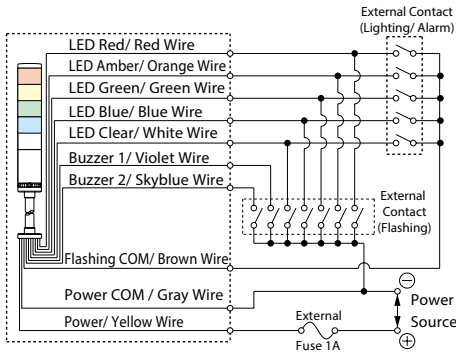 External Contact
(Lighting/ Alarm)
LED Red/ Red Wire
LED Amber/ Orange Wire
LED Green/ Green Wire
LED Blue/ Blue Wire
LED Clear/ White Wire
Buzzer 1/ Violet Wire
Buzzer 2/ Skyblue Wire
External
Contact
(Flashing)
Flashing COM/ Brown Wire
Power COM / Gray Wire
Power/ Yellow Wire
External
Fuse 1A
−
Power
Source
+